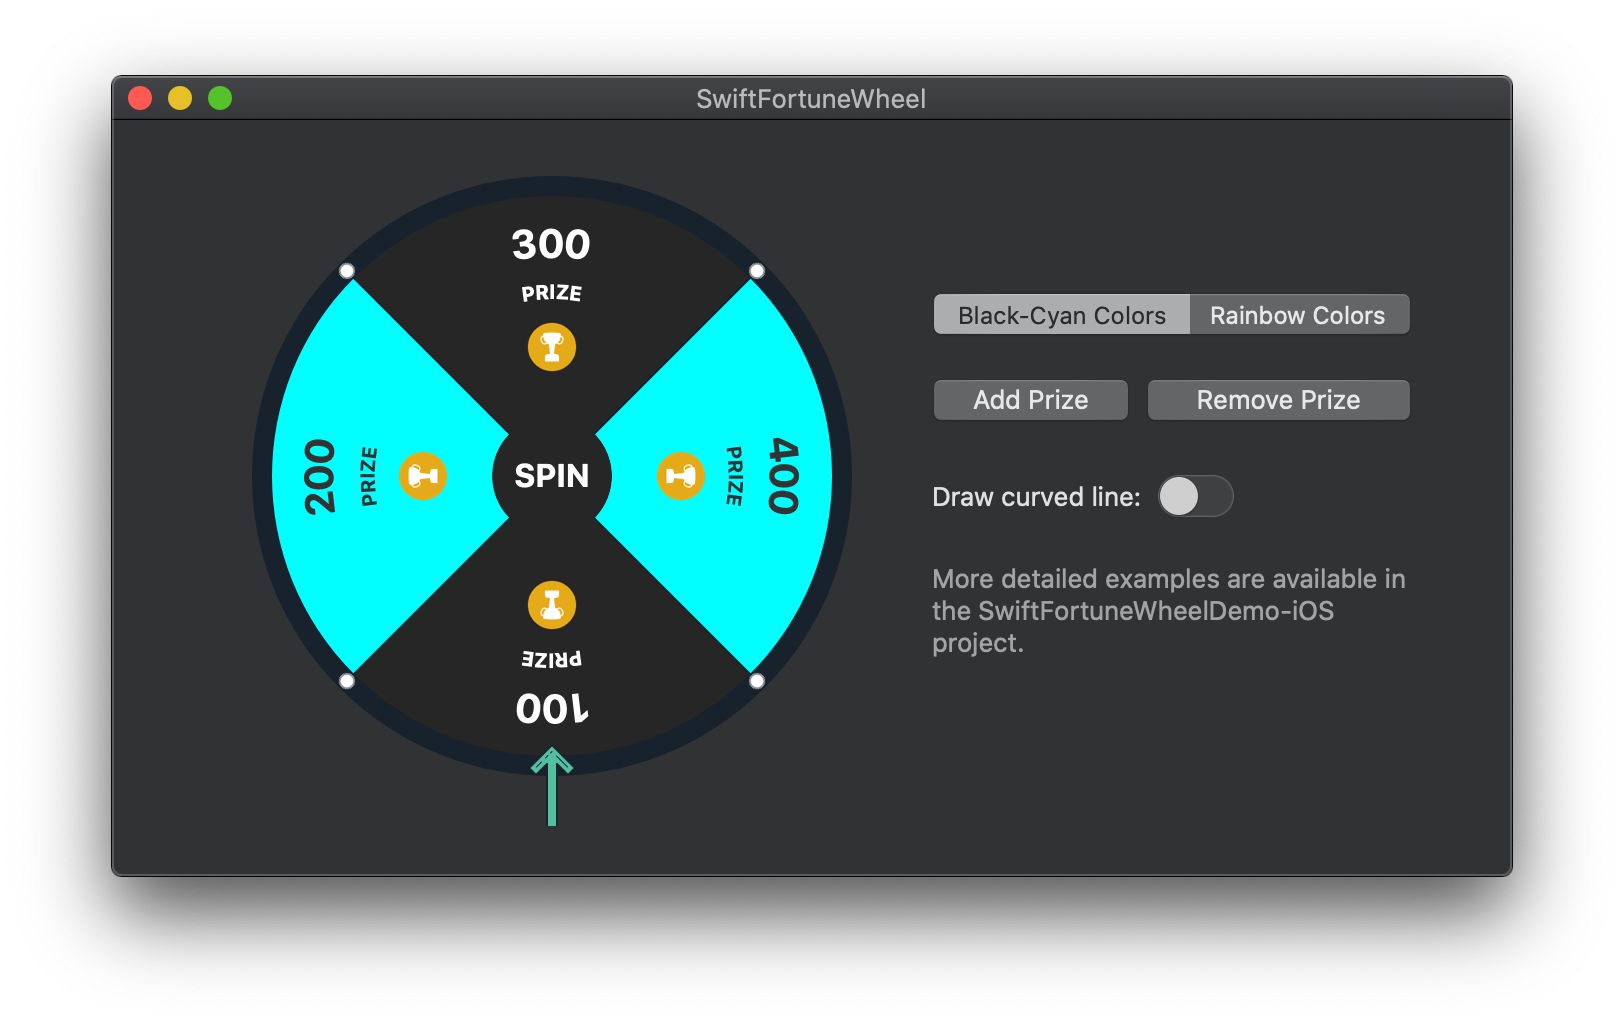 SwiftFortuneWheel
300
PRIZE
200
PRIZE
SPIN
PRIZE
400
PRIZE
100
Black-Cyan Colors
Rainbow Colors
Add Prize
Remove Prize
Draw curved line:
More detailed examples are available in
the SwiftFortuneWheelDemo-iOS
project.